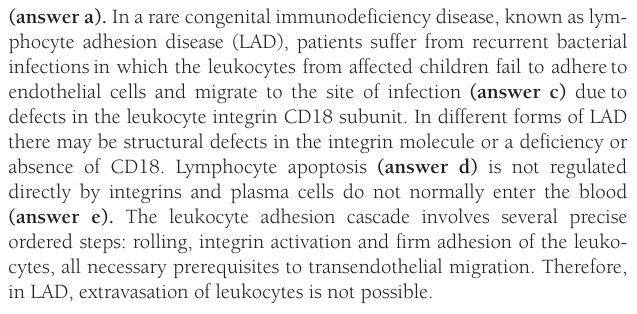 (answer a). In a rare congenital immunodeficiency disease, known as lym-
phocyte adhesion disease (LAD), patients suffer from recurrent bacterial
infections in which the leukocytes from affected children fail to adhere to
endothelial cells and migrate to the site of infection (answer c) due to
defects in the leukocyte integrin CD18 subunit. In different forms of LAD
there may be structural defects in the integrin molecule or a deficiency or
absence of CD18. Lymphocyte apoptosis (answer d) is not regulated
directly by integrins and plasma cells do not normally enter the blood
(answer e). The leukocyte adhesion cascade involves several precise
ordered steps: rolling, integrin activation and firm adhesion of the leuko-
cytes, all necessary prerequisites to transendothelial migration. Therefore,
in LAD, extravasation of leukocytes is not possible.